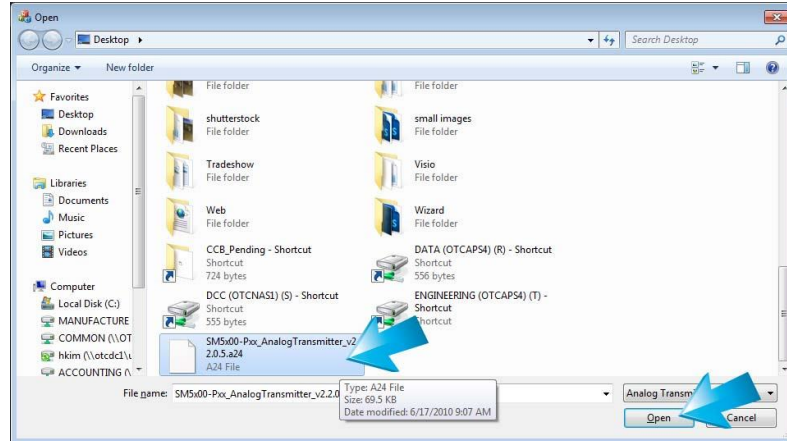 Open
Desktop
Search Desktop
Organize
New folder
Favorites
Desktop
Downloads
Recent Places
Libraries
Documents
Music
Pictures
Videos
Computer
Local Disk (C:)
MANUFACTURE
COMMON (\\OT
hkim (\\otcdc1\u
ACCOUNTING (\
File folder
File folder
shutterstock
File folder
small images
File folder
Tradeshow
File folder
Visio
File folder
Web
File folder
Wizard
File folder
CCB_Pending - Shortcut
Shortcut
724 bytes
DATA (OTCAPS4) (R) - Shortcut
Shortcut
556 bytes
DCC (OTCNAS1) (S) - Shortcut
Shortcut
555 bytes
ENGINEERING (OTCAPS4) (T) -
Shortcut
Shortcut
SM5x00-Pxx_AnalogTransmitter_v2
2.0.5.a24
A24 File
Type: A24 File
Size: 69.5 KB
Date modified: 6/17/2010 9:07 AM
File name: SM5x00-Pxx_AnalogTransmitter_v2.2.0
Analog Transm
Open
Cancel